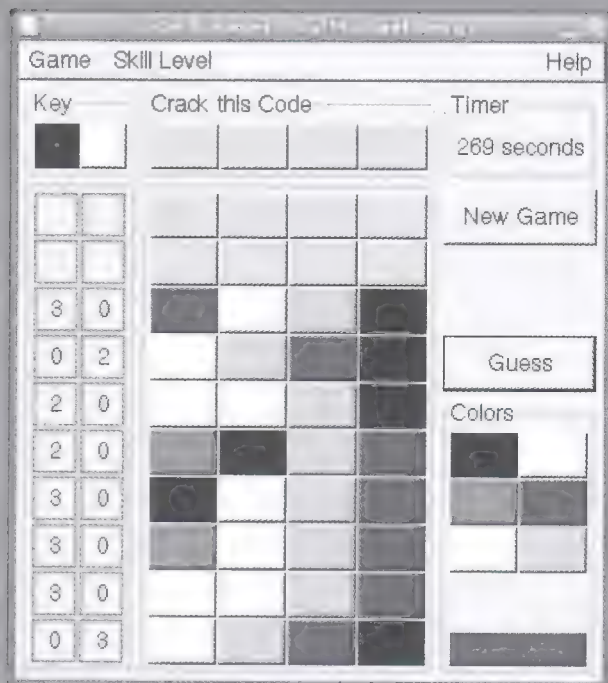 Game Skill Level Help
Key Crack this Code Timer
269 seconds
New Game
3 0
0 2
Guess
2 0
Colors
2 0
3 0
3 0
3 0
0 3